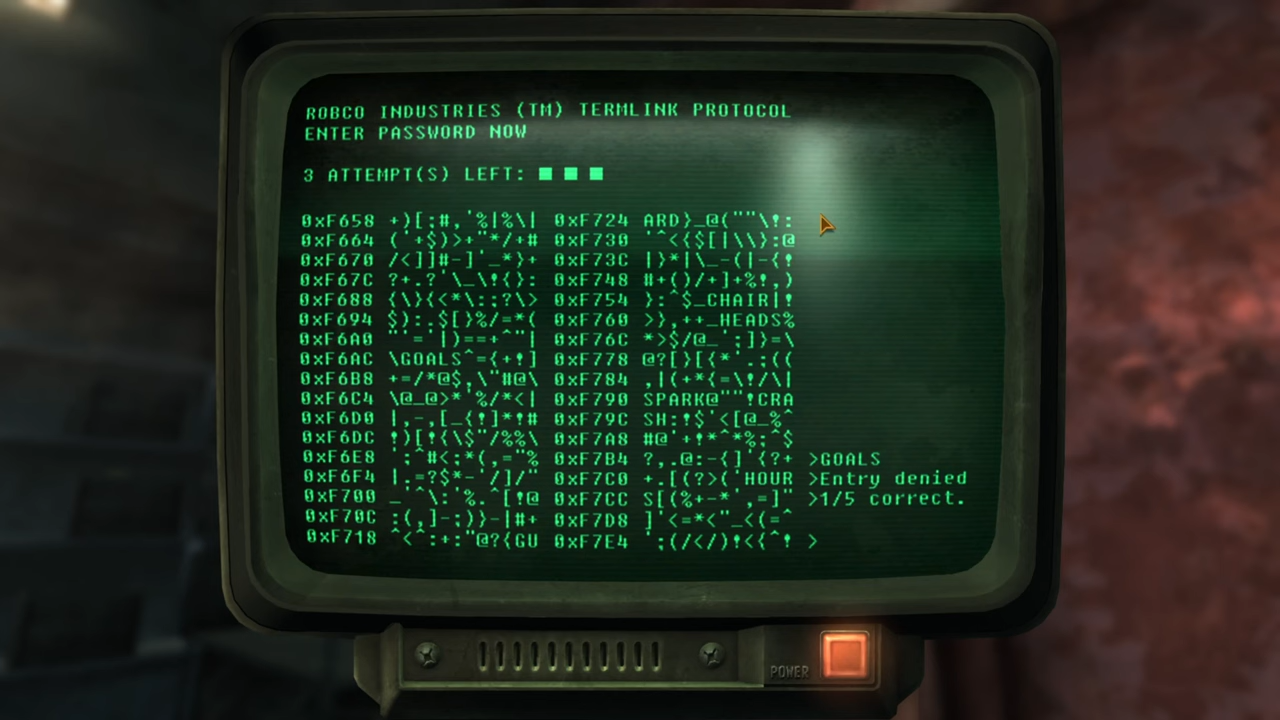 ROBCO INDUSTRIES (TM) TERMLINK PROTOCOL
ENTER PASSWORD NOW
3 ATTEMPT(S) LEFT: ■ ■ ■
0xF658 +)[;#,'%|%\| 0xF724 ARD}_@(""\!:
0xF664 ('+$)>+"*/+# 0xF730 '^<{$[|\\}:@
0xF670 /<]]#-]'_*}+ 0xF73C |}*|\_-(|-{!
0xF67C ?+.?'\_\!{}: 0xF748 #+()/+]+%!,)
0xF688 {\}{<*\:;?\> 0xF754 }:^$_CHAIR|!
0xF694 $):.$[}%/=*( 0xF760 >},++_HEADS%
0xF6A0 "'='|)==+^"| 0xF76C *>$/@_';]}=\
0xF6AC \GOALS^={+!] 0xF778 @?[}[{*'.;((
0xF6B8 +=/*@$,\"#@\ 0xF784 ,|(+*{=\!/\|
0xF6C4 \@_@>*'%/*<| 0xF790 SPARK@""!CRA
0xF6D0 |,-,[_{!]*!# 0xF79C SH:!$'<[@_%^
0xF6DC !)[!{\$"/%%\ 0xF7A8 #@'+!*^*%;^$
0xF6E8 ';^#<;*(,="% 0xF7B4 ?,.@:-{]'{?+ >GOALS
0xF6F4 |.=?$*-'/]/" 0xF7C0 +.[(?>('HOUR >Entry denied
0xF700 _'^\:'%.^[!@ 0xF7CC S[(%+-*',=]" >1/5 correct.
0xF70C :(,]-;)}-|#+ 0xF7D8 ]'<=*<"_<(=^
0xF718 ^<^:+:"@?{GU 0xF7E4 ';(/</)!<{^! >
POWER